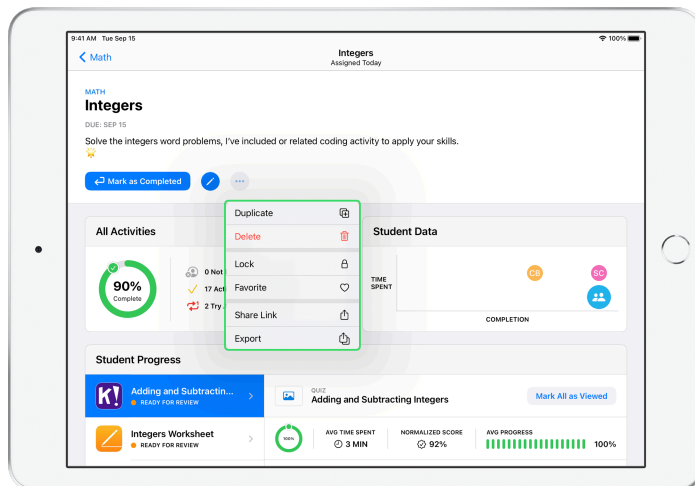 9:41 AM Tue Sep 15
100%
Math
Integers
Assigned Today
MATH
Integers
DUE: SEP 15
Solve the integers word problems, I've included or related coding activity to apply your skills.
Mark as Completed
Duplicate
Delete
Lock
Favorite
Share Link
Export
All Activities
90%
Complete
0 Not
17 Acti
2 Try
Student Data
TIME
SPENT
CB
SC
COMPLETION
Student Progress
K!
Adding and Subtractin...
READY FOR REVIEW
Integers Worksheet
READY FOR REVIEW
QUIZ
Adding and Subtracting Integers
Mark All as Viewed
100%
AVG TIME SPENT
3 MIN
NORMALIZED SCORE
92%
AVG PROGRESS
100%